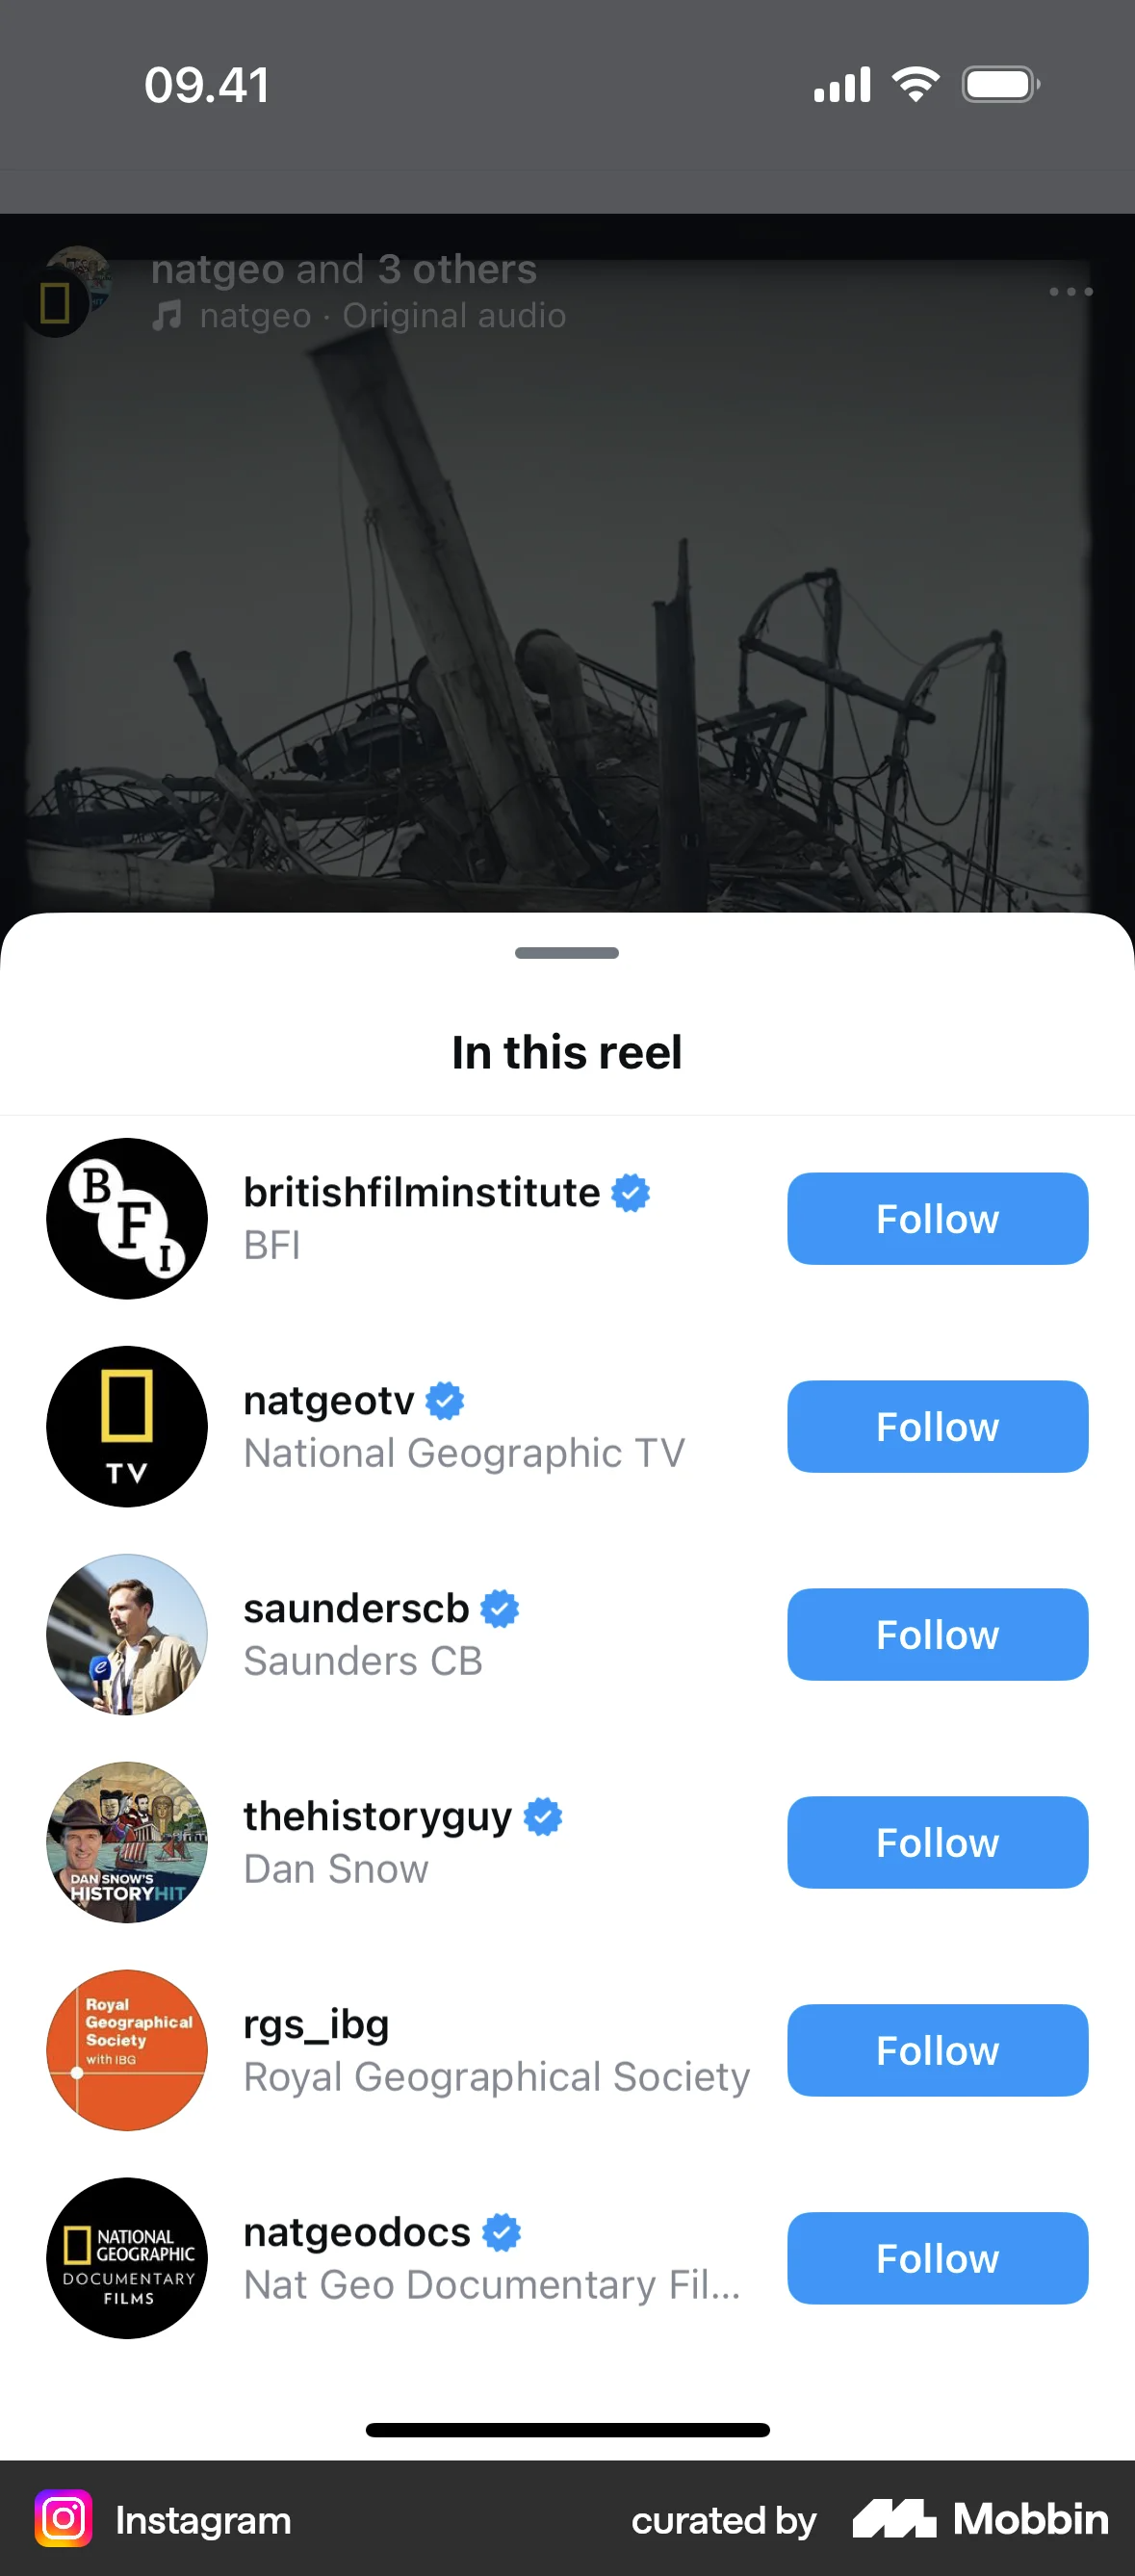 09.41
natgeo and 3 others
natgeo · Original audio
In this reel
BFI
britishfilminstitute
BFI
Follow
TV
natgeotv
National Geographic TV
Follow
saunderscb
Saunders CB
Follow
DAN SNOW'S
HISTORYHIT
thehistoryguy
Dan Snow
Follow
Royal
Geographical
Society
with IBG
rgs_ibg
Royal Geographical Society
Follow
NATIONAL
GEOGRAPHIC
DOCUMENTARY
FILMS
natgeodocs
Nat Geo Documentary Fil...
Follow
Instagram
curated by Mobbin